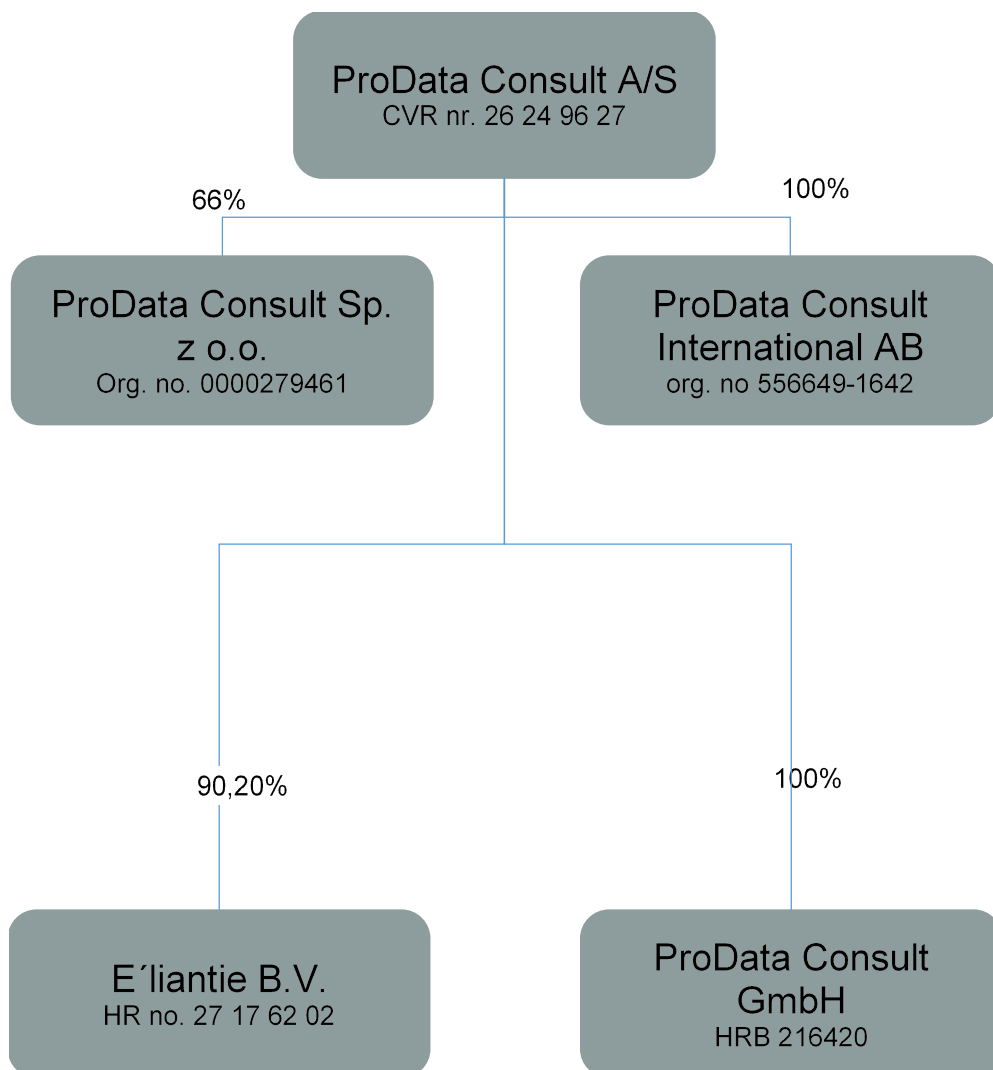 ProData Consult A/S
CVR nr. 26 24 96 27
66%
100%
ProData Consult Sp.
z o.o.
Org. no. 0000279461
ProData Consult
International AB
org. no 556649-1642
90,20%
100%
E´liantie B.V.
HR no. 27 17 62 02
ProData Consult
GmbH
HRB 216420